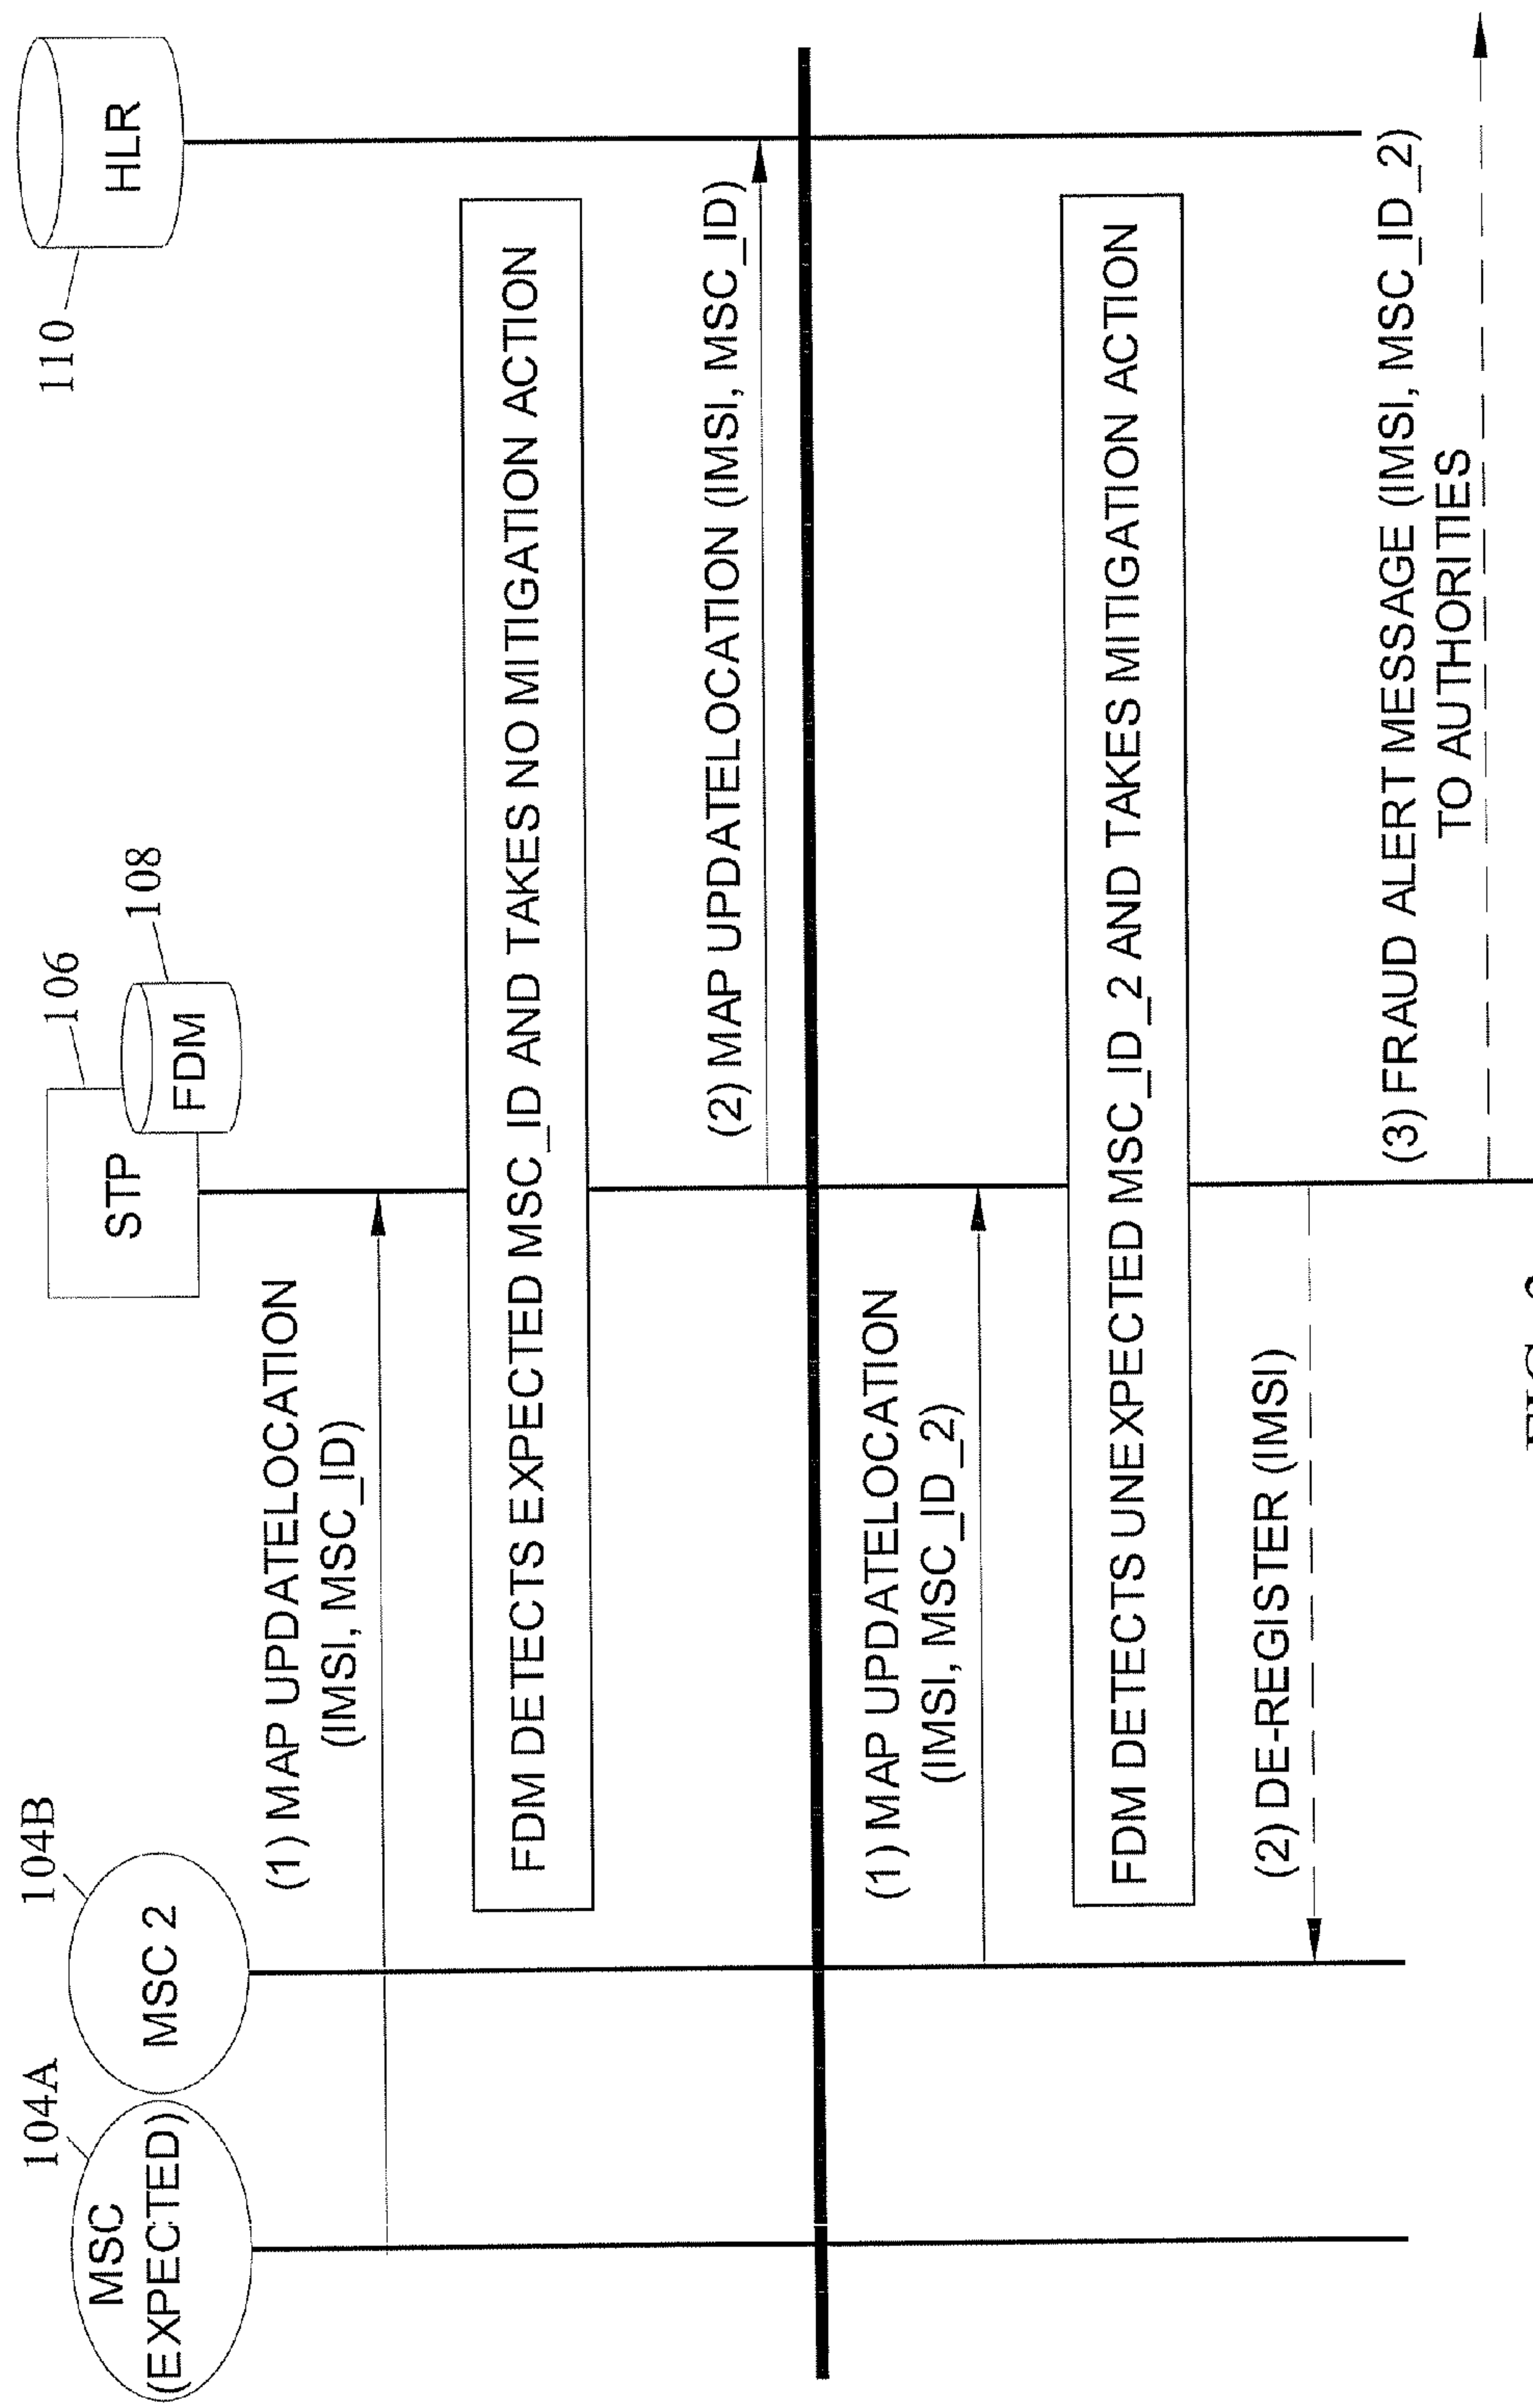 104A
104B
106
108
110
MSC
(EXPECTED)
MSC 2
STP
FDM
HLR
(1) MAP UPDATELOCATION
(IMSI, MSC_ID)
FDM DETECTS EXPECTED MSC_ID AND TAKES NO MITIGATION ACTION
(2) MAP UPDATELOCATION (IMSI, MSC_ID)
(1) MAP UPDATELOCATION
(IMSI, MSC_ID_2)
FDM DETECTS UNEXPECTED MSC_ID_2 AND TAKES MITIGATION ACTION
(2) DE-REGISTER (IMSI)
(3) FRAUD ALERT MESSAGE (IMSI, MSC_ID_2)
TO AUTHORITIES